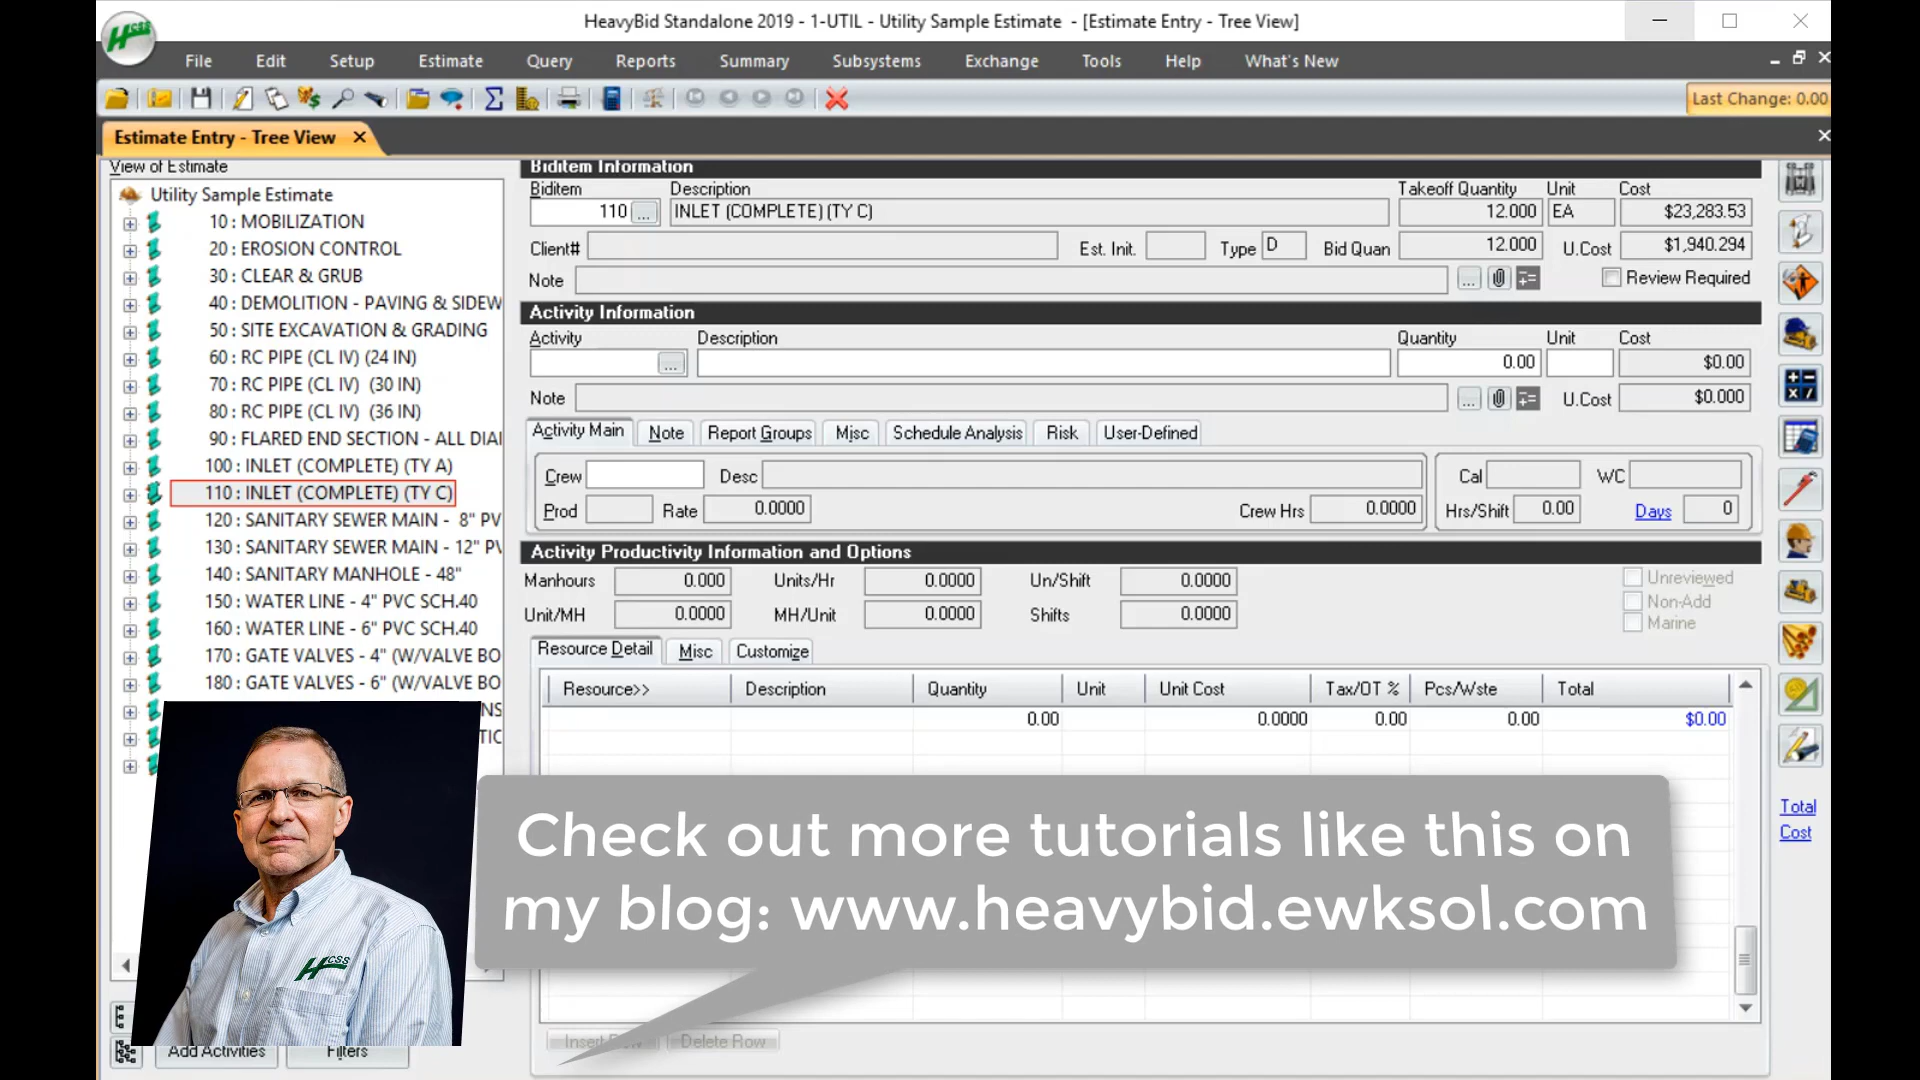 HeavyBid Standalone 2019 - 1-UTIL - Utility Sample Estimate - [Estimate Entry - Tree View]
HCSS
File Edit Setup Estimate Query Reports Summary Subsystems Exchange Tools Help What's New
Last Change: 0.00
Estimate Entry - Tree View
View of Estimate
Utility Sample Estimate
10 : MOBILIZATION
20 : EROSION CONTROL
30 : CLEAR & GRUB
40 : DEMOLITION - PAVING & SIDEW
50 : SITE EXCAVATION & GRADING
60 : RC PIPE (CL IV) (24 IN)
70 : RC PIPE (CL IV) (30 IN)
80 : RC PIPE (CL IV) (36 IN)
90 : FLARED END SECTION - ALL DIAI
100 : INLET (COMPLETE) (TY A)
110 : INLET (COMPLETE) (TY C)
120 : SANITARY SEWER MAIN - 8" PV
130 : SANITARY SEWER MAIN - 12" PV
140 : SANITARY MANHOLE - 48"
150 : WATER LINE - 4" PVC SCH.40
160 : WATER LINE - 6" PVC SCH.40
170 : GATE VALVES - 4" (W/VALVE BO
180 : GATE VALVES - 6" (W/VALVE BO
NS
TIC
Add Activities Filters
Biditem Information
Biditem Description Takeoff Quantity Unit Cost
110 ... INLET (COMPLETE) (TY C) 12.000 EA $23,283.53
Client# Est. Init. Type D Bid Quan 12.000 U.Cost $1,940.294
Note ... Review Required
Activity Information
Activity Description Quantity Unit Cost
... 0.00 $0.00
Note ... U.Cost $0.000
Activity Main Note Report Groups Misc Schedule Analysis Risk User-Defined
Crew Desc Cal WC
Prod Rate 0.0000 Crew Hrs 0.0000 Hrs/Shift 0.00 Days 0
Activity Productivity Information and Options
Manhours 0.000 Units/Hr 0.0000 Un/Shift 0.0000 Unreviewed
Non-Add
Unit/MH 0.0000 MH/Unit 0.0000 Shifts 0.0000 Marine
Resource Detail Misc Customize
Resource>> Description Quantity Unit Unit Cost Tax/OT % Pcs/Wste Total
0.00 0.0000 0.00 0.00 $0.00
Total
Cost
Check out more tutorials like this on
my blog: www.heavybid.ewksol.com
HCSS
Delete Row